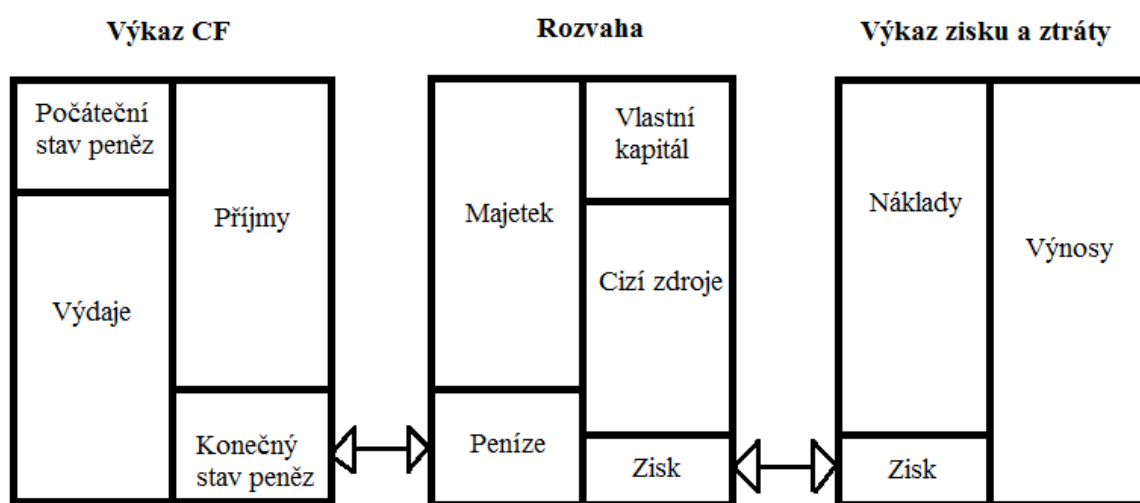 Výkaz CF
Počáteční
stav peněz
Výdaje
Příjmy
Konečný
stav peněz
Rozvaha
Majetek
Peníze
Vlastní
kapitál
Cizí zdroje
Zisk
Výkaz zisku a ztráty
Náklady
Zisk
Výnosy